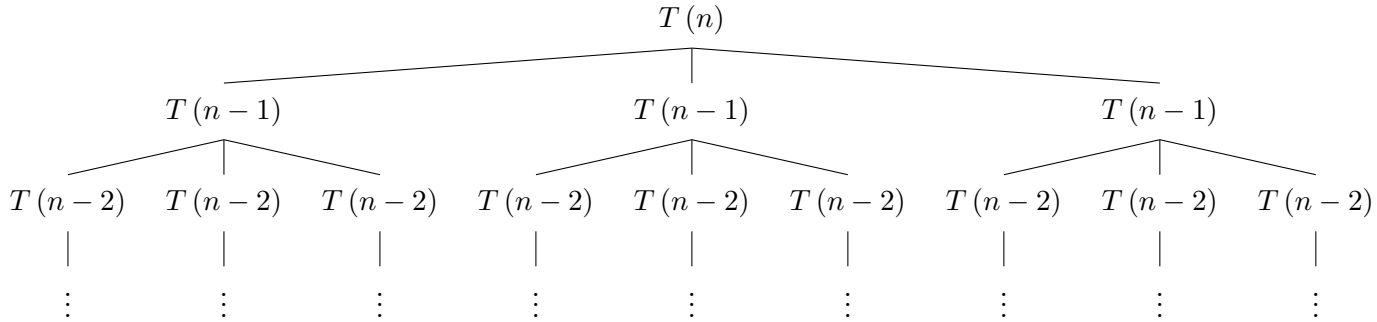 T (n)
T (n − 1) T (n − 1) T (n − 1)
T (n − 2) T (n − 2) T (n − 2) T (n − 2) T (n − 2) T (n − 2) T (n − 2) T (n − 2) T (n − 2)
⋮ ⋮ ⋮ ⋮ ⋮ ⋮ ⋮ ⋮ ⋮